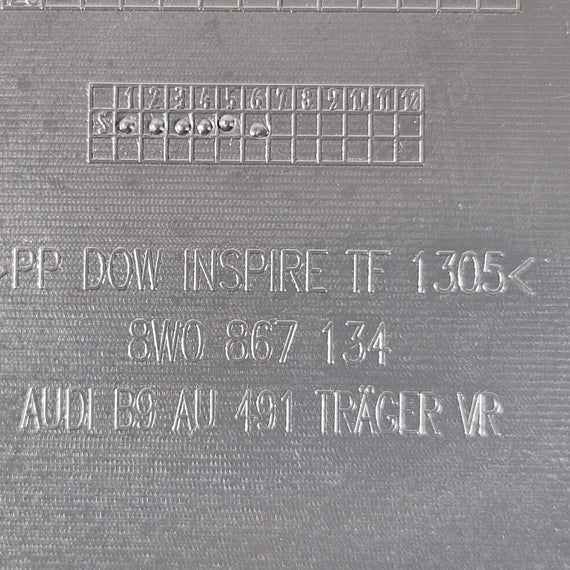 1 2 3 4 5 6 7 8 9 10 11 12
>PP DOW INSPIRE TF 1305<
8W0 867 134
AUDI B9 AU 491 TRÄGER VR